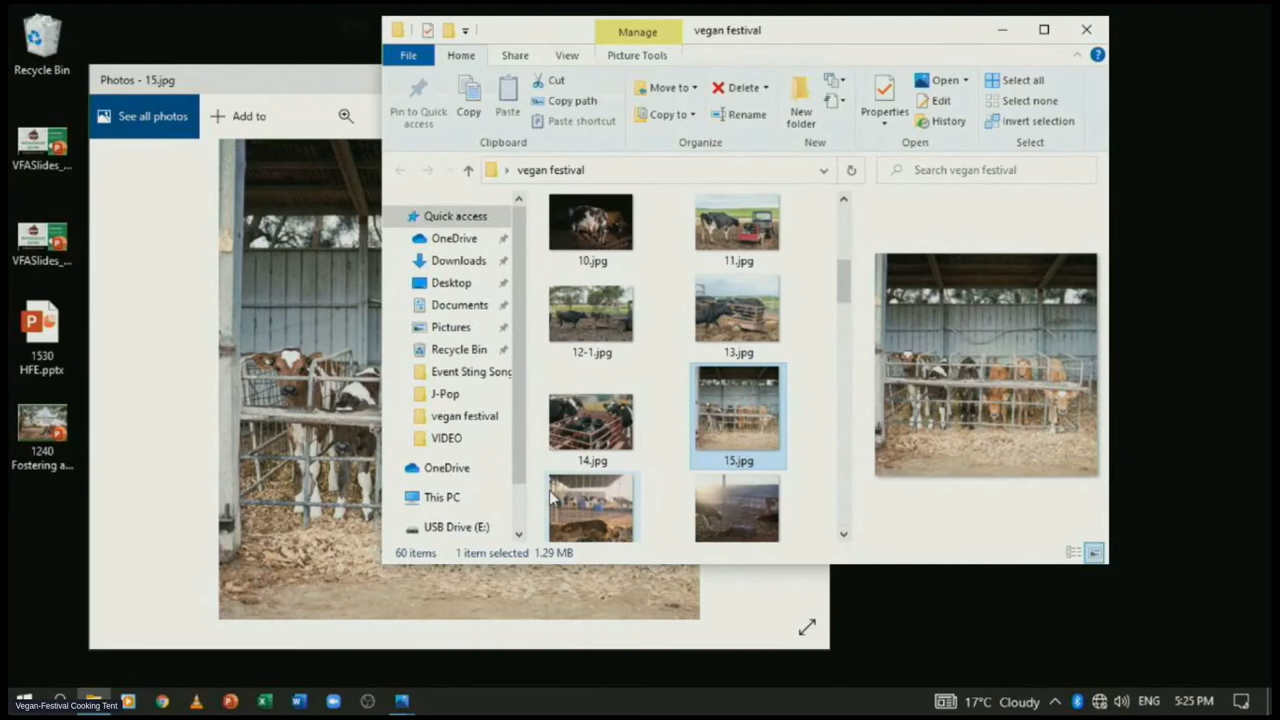 Recycle Bin
VFASlides_...
VFASlides_...
1530
HFE.pptx
1240
Fostering a...
Photos - 15.jpg
See all photos
Add to
Manage
vegan festival
File
Home
Share
View
Picture Tools
Pin to Quick
access
Copy
Paste
Cut
Copy path
Paste shortcut
Clipboard
Move to
Copy to
Delete
Rename
Organize
New
folder
New
Properties
Open
Edit
History
Open
Select all
Select none
Invert selection
Select
vegan festival
Search vegan festival
Quick access
OneDrive
Downloads
Desktop
Documents
Pictures
Recycle Bin
Event Sting Song
J-Pop
vegan festival
VIDEO
OneDrive
This PC
USB Drive (E:)
10.jpg
11.jpg
12-1.jpg
13.jpg
14.jpg
15.jpg
60 items
1 item selected
1.29 MB
Vegan-Festival Cooking Tent
17°C Cloudy
ENG
5:25 PM